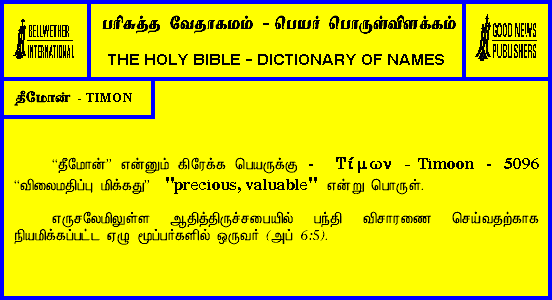 BELLWETHER
INTERNATIONAL
பரிசுத்த வேதாகமம் - பெயர் பொருள்விளக்கம்
THE HOLY BIBLE - DICTIONARY OF NAMES
GOOD NEWS
PUBLISHERS
தீமோன் - TIMON
“தீமோன்” என்னும் கிரேக்க பெயருக்கு - Τίμων - Timoon - 5096
“விலைமதிப்பு மிக்கது” "precious, valuable" என்று பொருள்.
எருசலேமிலுள்ள ஆதித்திருச்சபையில் பந்தி விசாரணை செய்வதற்காக
நியமிக்கப்பட்ட ஏழு மூப்பர்களில் ஒருவர் (அப் 6:5).